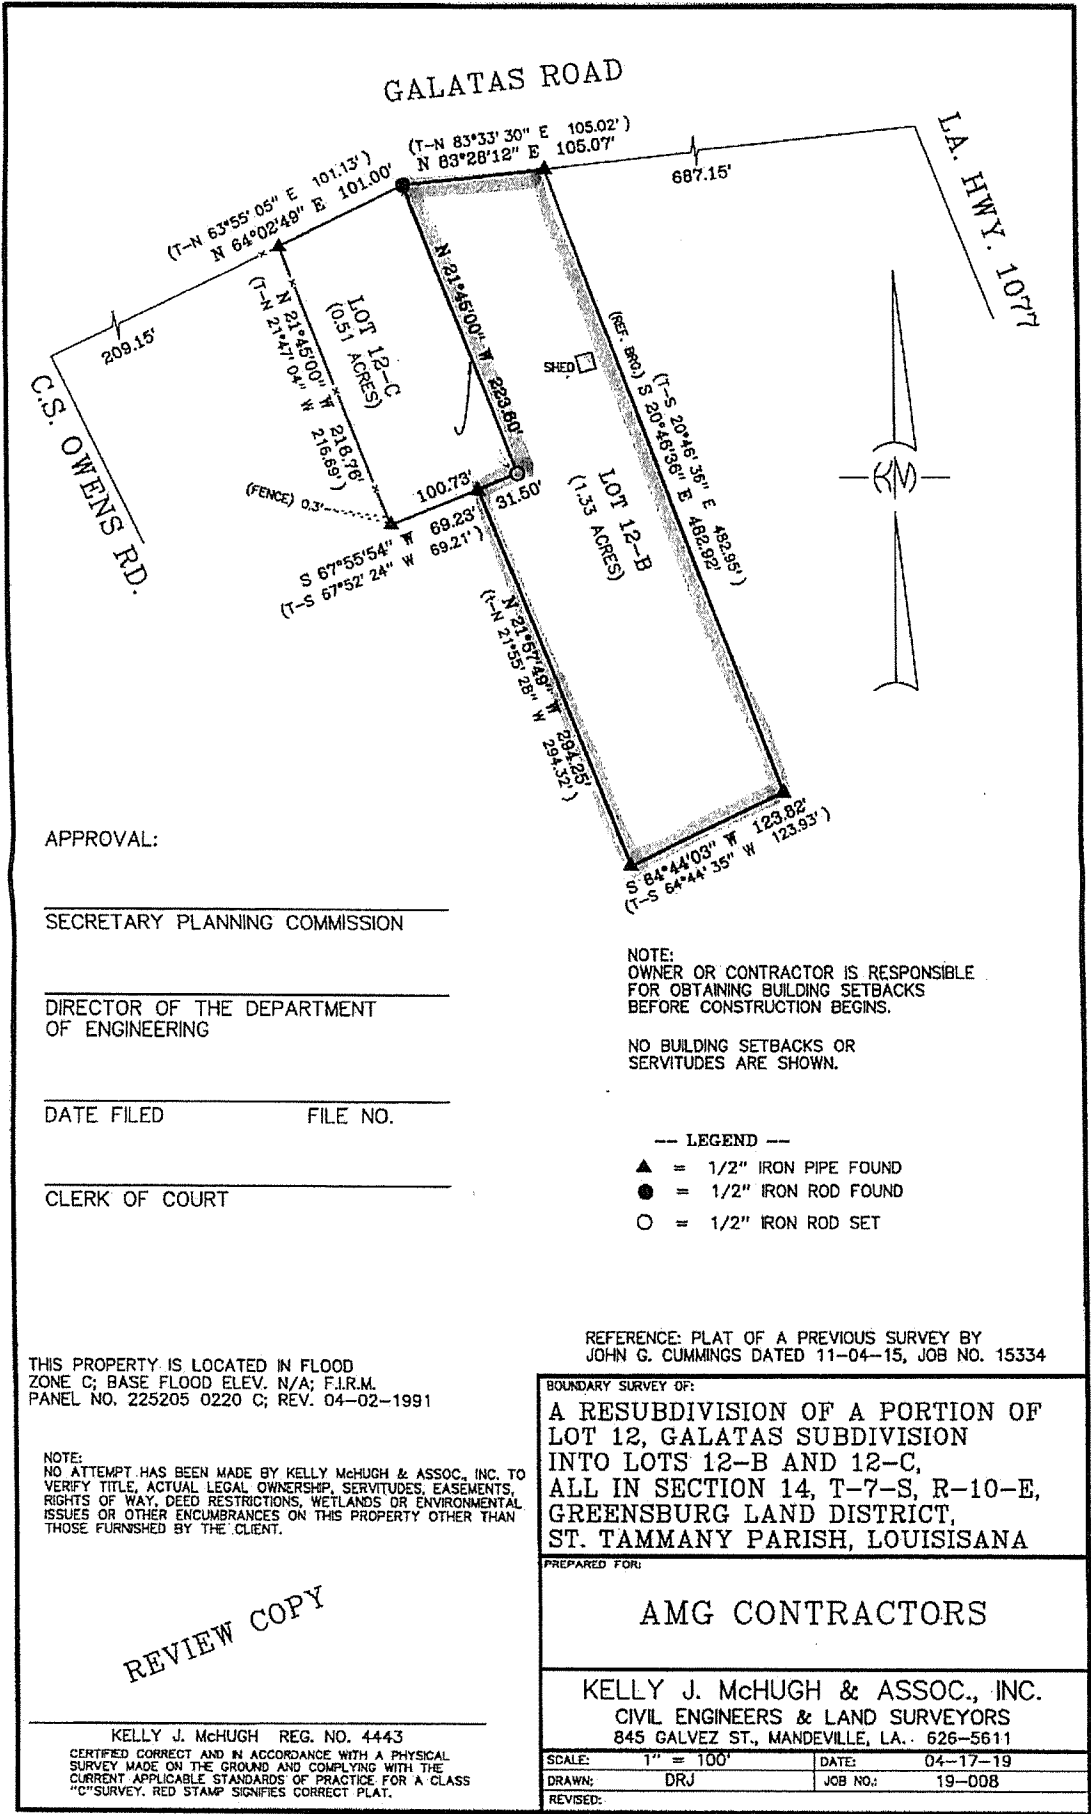 GALATAS ROAD
(T-N 83°33'30" E 105.02')
N 83°28'12" E 105.07'
687.15'
LA. HWY. 1077
(T-N 63°55'05" E 101.13')
N 64°02'49" E 101.00'
209.15'
C.S. OWENS RD.
N 21°45'00" W 216.76'
(T-N 21°47'04" W 216.69')
LOT 12-C
(0.51 ACRES)
N 21°45'00" W 223.60'
SHED
(REF. BRG.) S 20°46'36" E 482.92'
(T-S 20°46'36" E 482.95')
LOT 12-B
(1.33 ACRES)
KM
(FENCE) 0.3'
100.73'
31.50'
S 67°55'54" W 69.23'
(T-S 67°52'24" W 69.21')
N 21°57'49" W 294.25'
(T-N 21°55'28" W 294.32')
S 64°44'03" W 123.82'
(T-S 64°44'35" W 123.93')
APPROVAL:
SECRETARY PLANNING COMMISSION
DIRECTOR OF THE DEPARTMENT
OF ENGINEERING
DATE FILED FILE NO.
CLERK OF COURT
NOTE:
OWNER OR CONTRACTOR IS RESPONSIBLE
FOR OBTAINING BUILDING SETBACKS
BEFORE CONSTRUCTION BEGINS.
NO BUILDING SETBACKS OR
SERVITUDES ARE SHOWN.
-- LEGEND --
▲ = 1/2" IRON PIPE FOUND
● = 1/2" IRON ROD FOUND
○ = 1/2" IRON ROD SET
REFERENCE: PLAT OF A PREVIOUS SURVEY BY
JOHN G. CUMMINGS DATED 11-04-15, JOB NO. 15334
THIS PROPERTY IS LOCATED IN FLOOD
ZONE C; BASE FLOOD ELEV. N/A; F.I.R.M.
PANEL NO. 225205 0220 C; REV. 04-02-1991
NOTE:
NO ATTEMPT HAS BEEN MADE BY KELLY McHUGH & ASSOC., INC. TO
VERIFY TITLE, ACTUAL LEGAL OWNERSHIP, SERVITUDES, EASEMENTS,
RIGHTS OF WAY, DEED RESTRICTIONS, WETLANDS OR ENVIRONMENTAL
ISSUES OR OTHER ENCUMBRANCES ON THIS PROPERTY OTHER THAN
THOSE FURNISHED BY THE CLIENT.
REVIEW COPY
KELLY J. McHUGH REG. NO. 4443
CERTIFIED CORRECT AND IN ACCORDANCE WITH A PHYSICAL
SURVEY MADE ON THE GROUND AND COMPLYING WITH THE
CURRENT APPLICABLE STANDARDS OF PRACTICE FOR A CLASS
"C"SURVEY. RED STAMP SIGNIFIES CORRECT PLAT.
BOUNDARY SURVEY OF:
A RESUBDIVISION OF A PORTION OF
LOT 12, GALATAS SUBDIVISION
INTO LOTS 12-B AND 12-C,
ALL IN SECTION 14, T-7-S, R-10-E,
GREENSBURG LAND DISTRICT,
ST. TAMMANY PARISH, LOUISISANA
PREPARED FOR:
AMG CONTRACTORS
KELLY J. McHUGH & ASSOC., INC.
CIVIL ENGINEERS & LAND SURVEYORS
845 GALVEZ ST., MANDEVILLE, LA. 626-5611
SCALE: 1" = 100' DATE: 04-17-19
DRAWN: DRJ JOB NO.: 19-008
REVISED: